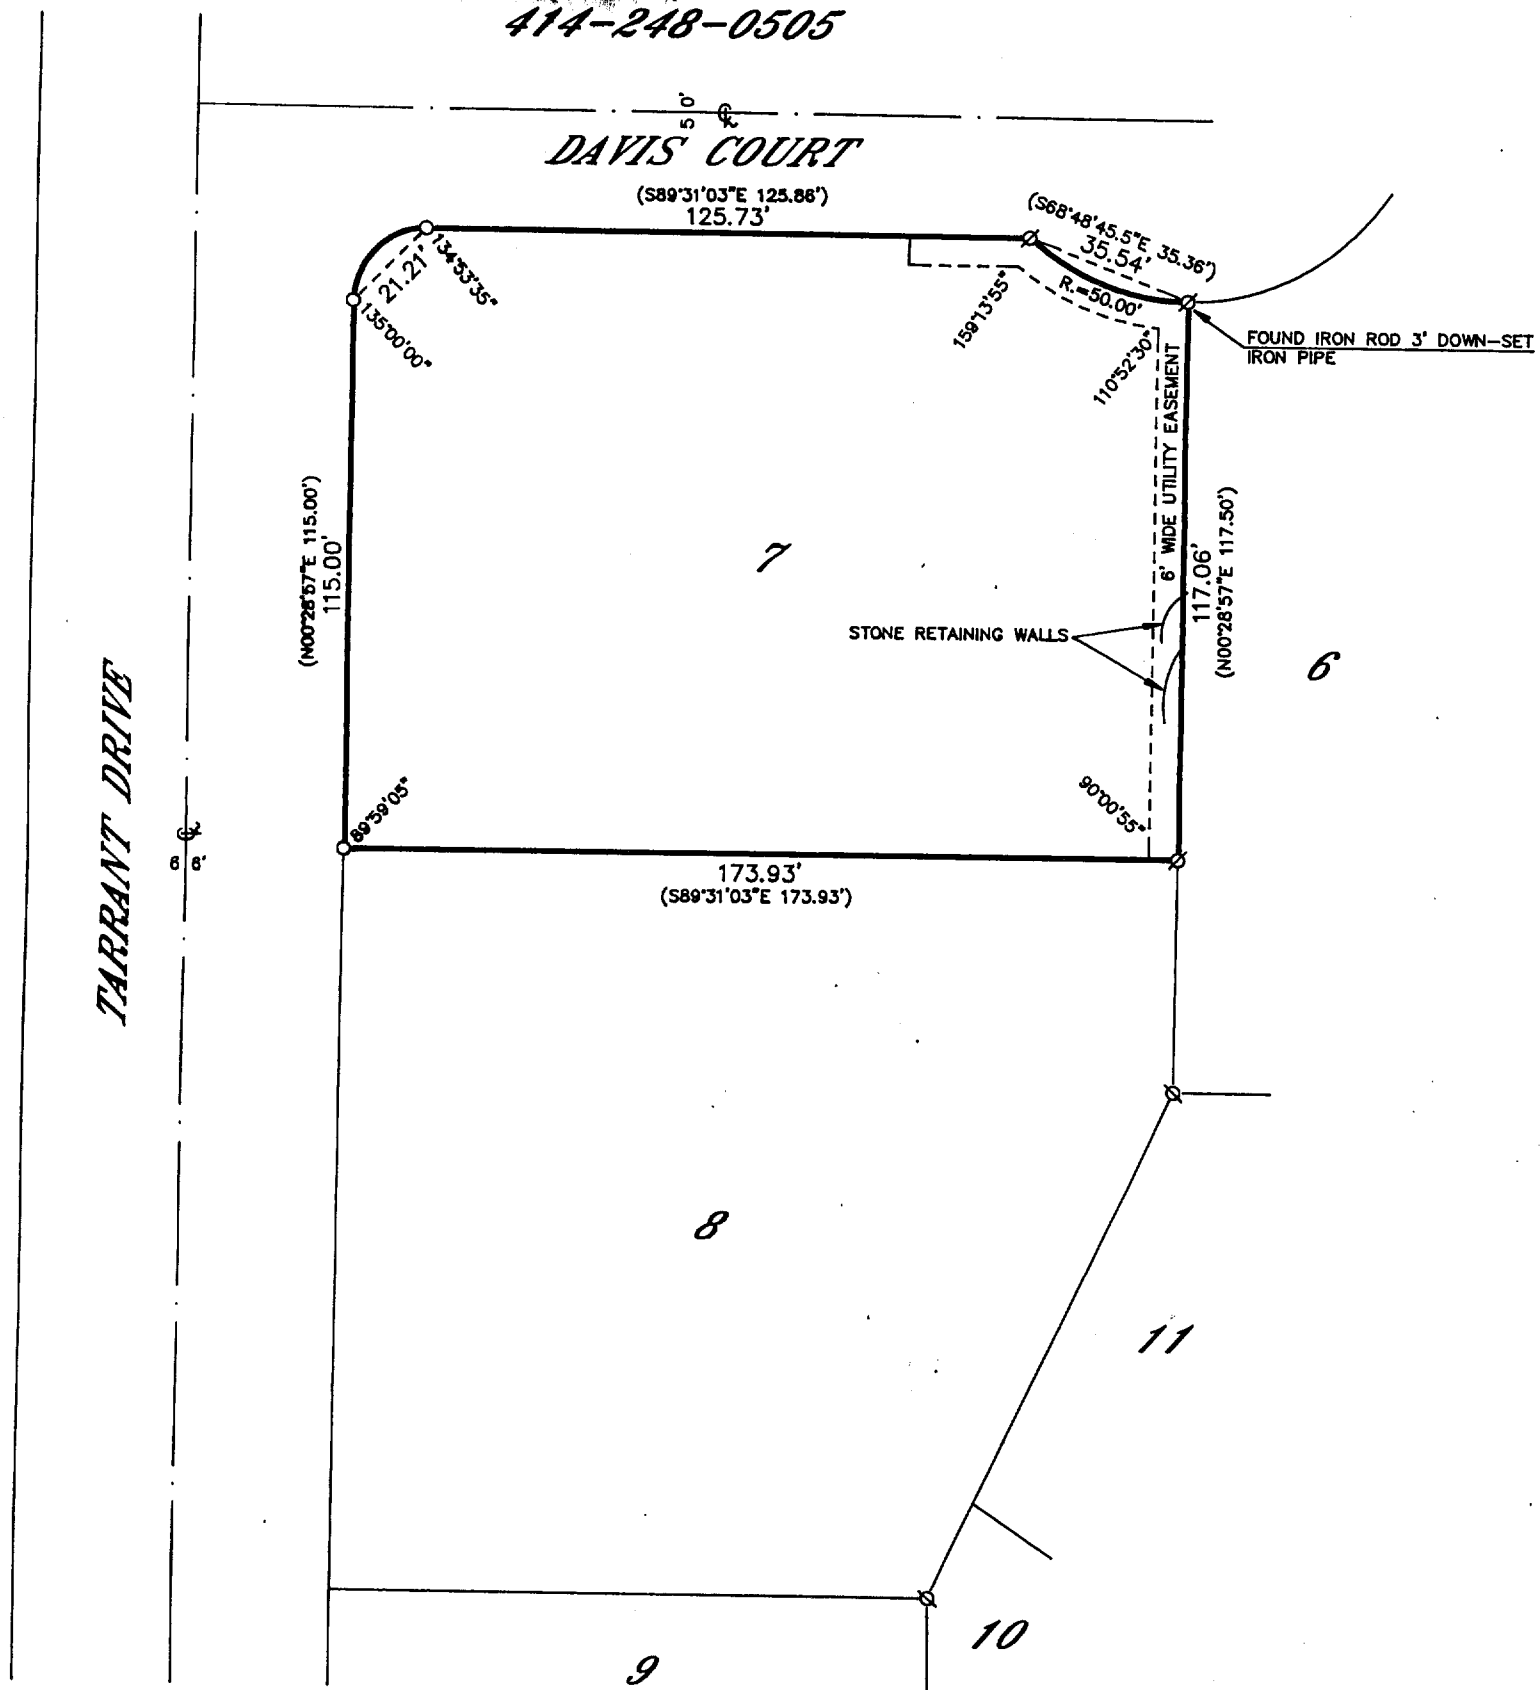 414-248-0505
50'
DAVIS COURT
(S89°31'03"E 125.86')
125.73'
(S68°48'45.5"E 35.36')
35.54'
R.=50.00'
21.21'
134°53'35"
135°00'00"
159°13'55"
110°52'30"
FOUND IRON ROD 3' DOWN-SET
IRON PIPE
6' WIDE UTILITY EASEMENT
(N00°28'57"E 115.00')
115.00'
7
117.06'
(N00°28'57"E 117.50')
STONE RETAINING WALLS
6
TARRANT DRIVE
66'
89°59'05"
90°00'55"
173.93'
(S89°31'03"E 173.93')
8
11
10
9